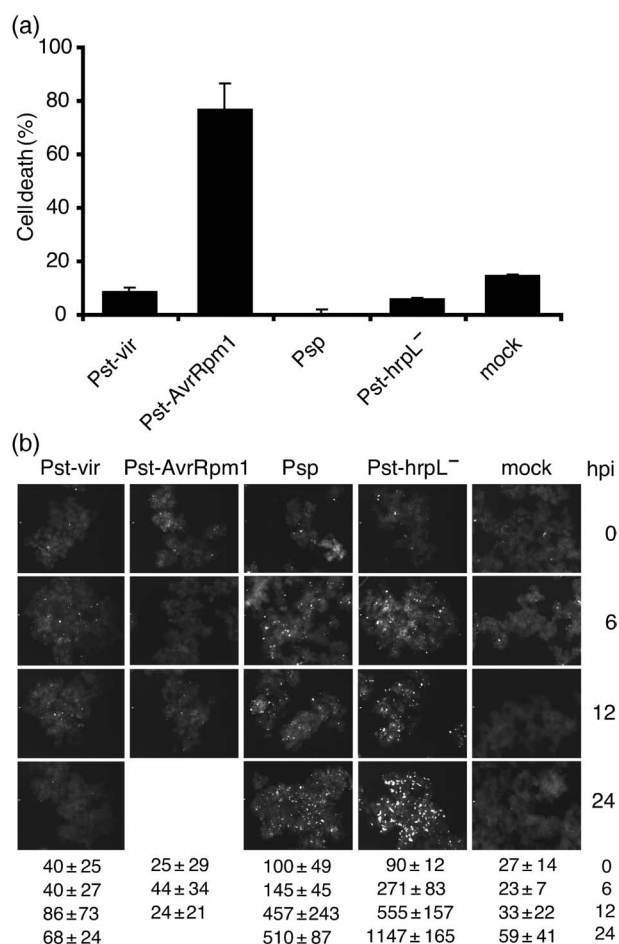 (a)
100
80
60
40
20
0
Cell death (%)
Pst-vir
Pst-AvrRpm1
Psp
Pst-hrpL⁻
mock
(b)
Pst-vir Pst-AvrRpm1 Psp Pst-hrpL⁻ mock hpi
0
6
12
24
40 ± 25 25 ± 29 100 ± 49 90 ± 12 27 ± 14 0
40 ± 27 44 ± 34 145 ± 45 271 ± 83 23 ± 7 6
86 ± 73 24 ± 21 457 ± 243 555 ± 157 33 ± 22 12
68 ± 24 510 ± 87 1147 ± 165 59 ± 41 24